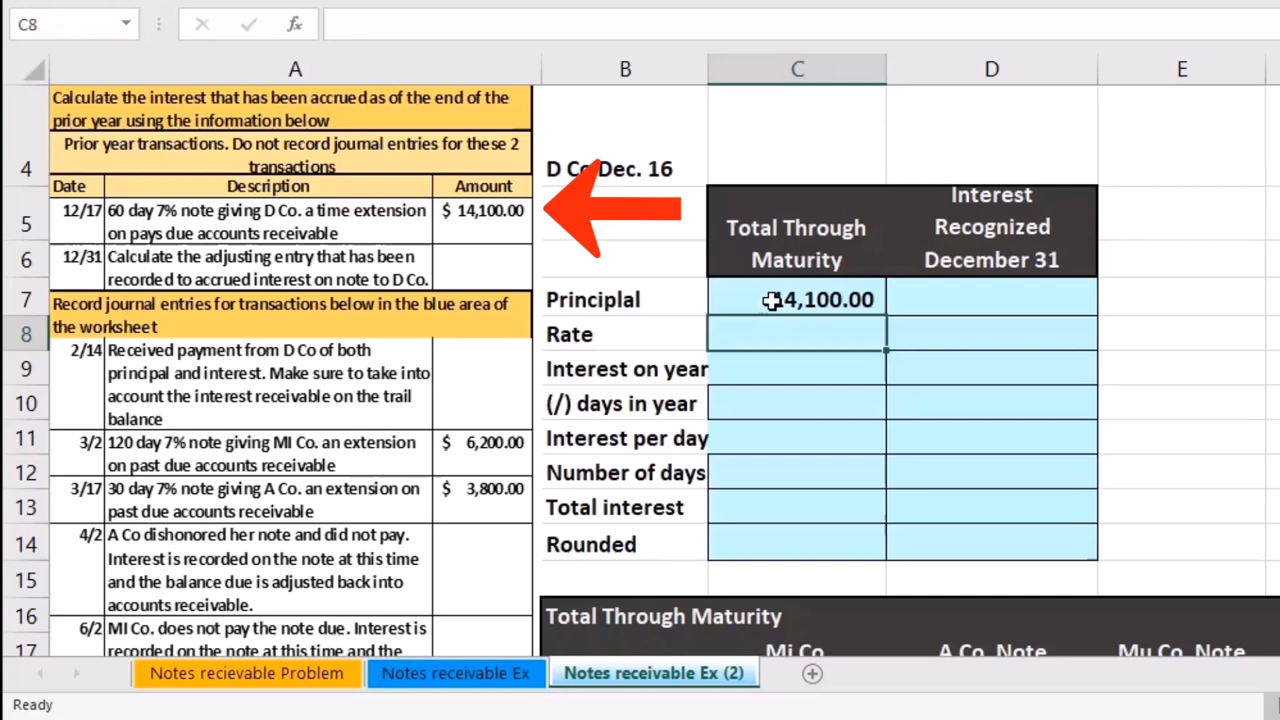 C8
fx
A B C D E
Calculate the interest that has been accrued as of the end of the
prior year using the information below
Prior year transactions. Do not record journal entries for these 2
transactions
Date Description Amount
12/17 60 day 7% note giving D Co. a time extension $ 14,100.00
on pays due accounts receivable
12/31 Calculate the adjusting entry that has been
recorded to accrued interest on note to D Co.
Record journal entries for transactions below in the blue area of
the worksheet
2/14 Received payment from D Co of both
principal and interest. Make sure to take into
account the interest receivable on the trail
balance
3/2 120 day 7% note giving MI Co. an extension $ 6,200.00
on past due accounts receivable
3/17 30 day 7% note giving A Co. an extension on $ 3,800.00
past due accounts receivable
4/2 A Co dishonored her note and did not pay.
Interest is recorded on the note at this time
and the balance due is adjusted back into
accounts receivable.
6/2 MI Co. does not pay the note due. Interest is
recorded on the note at this time and the
4
5
6
7
8
9
10
11
12
13
14
15
16
17
D Co Dec. 16
Total Through
Maturity
Interest
Recognized
December 31
Principlal 14,100.00
Rate
Interest on year
(/) days in year
Interest per day
Number of days
Total interest
Rounded
Total Through Maturity
Mi Co. A Co. Note Mu Co. Note
Notes recievable Problem Notes receivable Ex Notes receivable Ex (2)
Ready